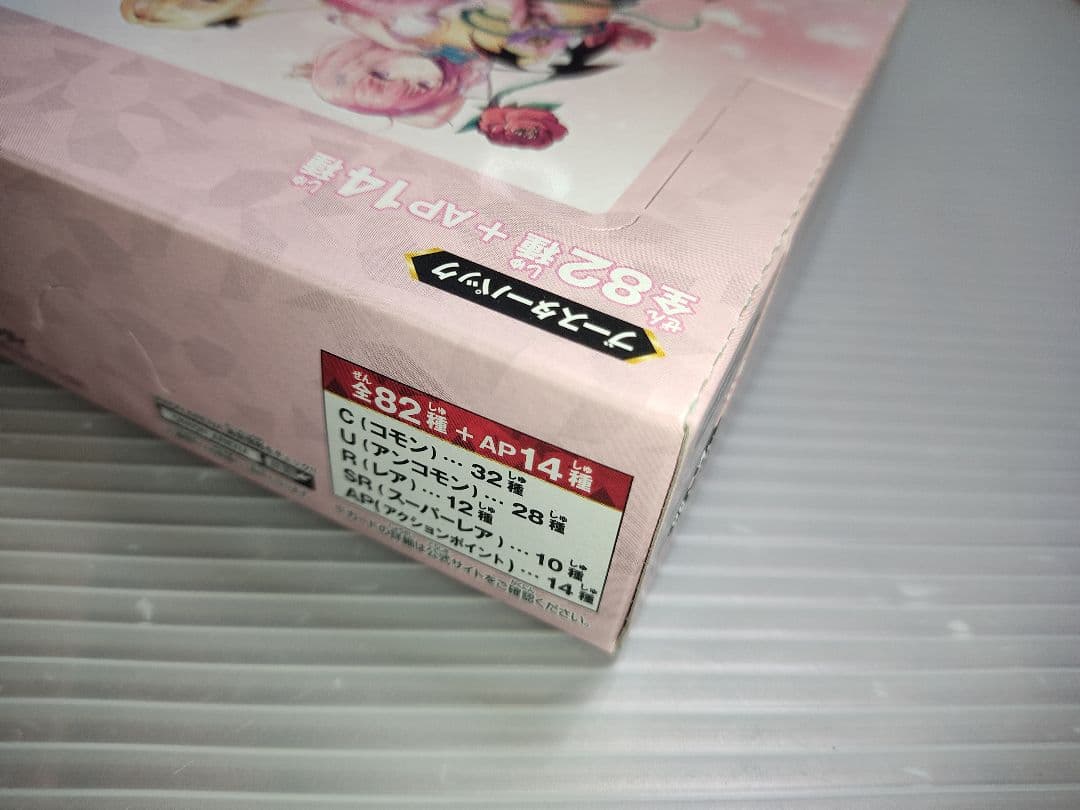 全82種+AP14種
ブースターパック
全82種+AP14種
C(コモン)…32種
U(アンコモン)…28種
R(レア)…12種
SR(スーパーレア)…10種
AP(アクションポイント)…14種